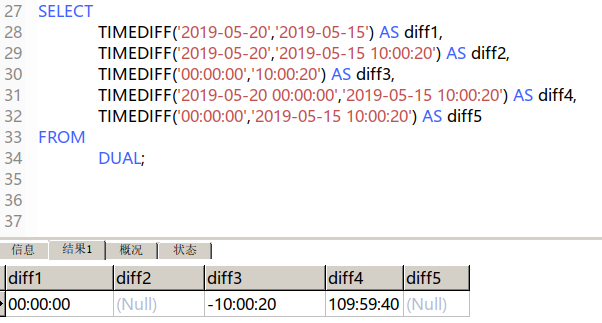 27 SELECT
28 TIMEDIFF('2019-05-20','2019-05-15') AS diff1,
29 TIMEDIFF('2019-05-20','2019-05-15 10:00:20') AS diff2,
30 TIMEDIFF('00:00:00','10:00:20') AS diff3,
31 TIMEDIFF('2019-05-20 00:00:00','2019-05-15 10:00:20') AS diff4,
32 TIMEDIFF('00:00:00','2019-05-15 10:00:20') AS diff5
33 FROM
34 DUAL;
35
36
37
信息 结果1 概况 状态
diff1 diff2 diff3 diff4 diff5
00:00:00 (Null) -10:00:20 109:59:40 (Null)